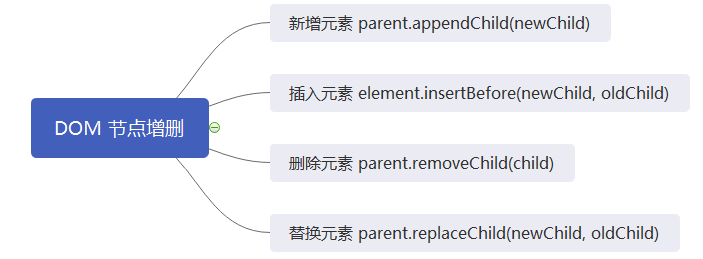 DOM 节点增删
新增元素 parent.appendChild(newChild)
插入元素 element.insertBefore(newChild, oldChild)
删除元素 parent.removeChild(child)
替换元素 parent.replaceChild(newChild, oldChild)